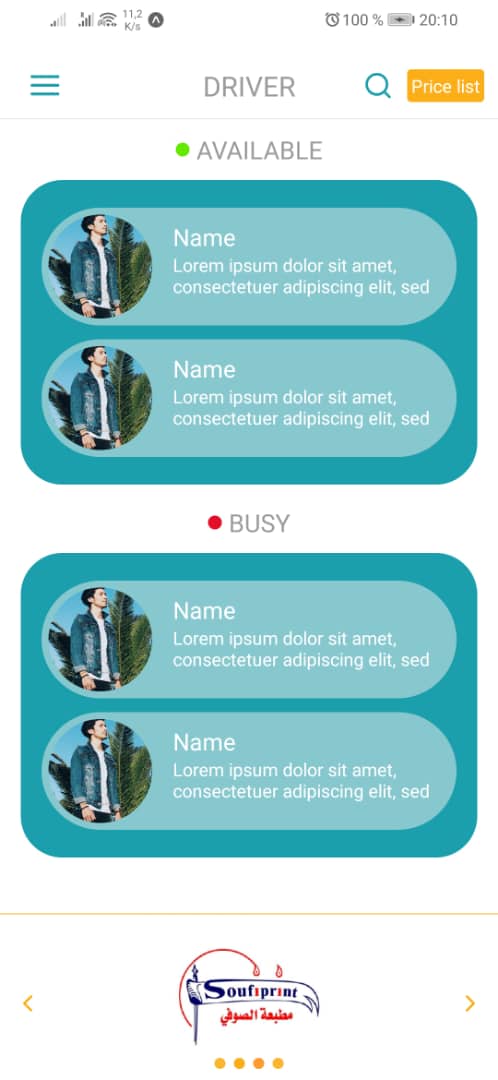 11,2
K/s
100 %
20:10
DRIVER
Price list
AVAILABLE
Name
Lorem ipsum dolor sit amet,
consectetuer adipiscing elit, sed
Name
Lorem ipsum dolor sit amet,
consectetuer adipiscing elit, sed
BUSY
Name
Lorem ipsum dolor sit amet,
consectetuer adipiscing elit, sed
Name
Lorem ipsum dolor sit amet,
consectetuer adipiscing elit, sed
Soufiprint
مطبعة الصوفي